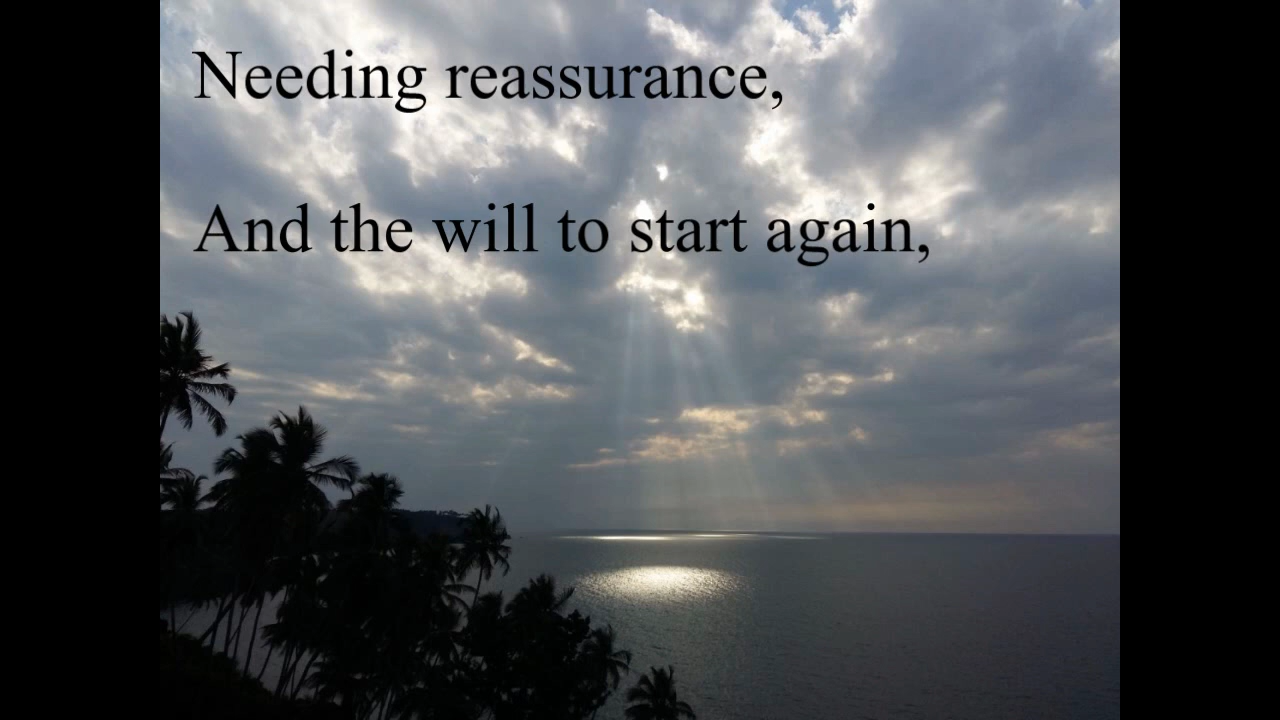 Needing reassurance,
And the will to start again,